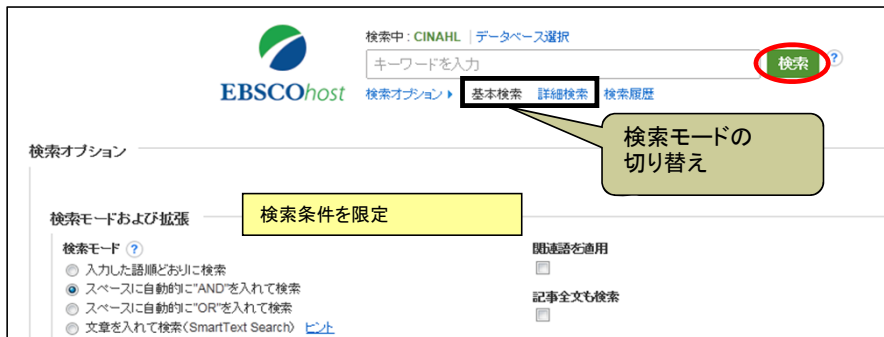 検索中 : CINAHL | データベース選択
キーワードを入力
検索
?
EBSCOhost
検索オプション
基本検索 詳細検索 検索履歴
検索モードの
切り替え
検索オプション
検索条件を限定
検索モードおよび拡張
検索モード ?
入力した語順どおりに検索
スペースに自動的に"AND"を入れて検索
スペースに自動的に"OR"を入れて検索
文章を入れて検索(SmartText Search) ヒント
関連語を適用
記事全文も検索